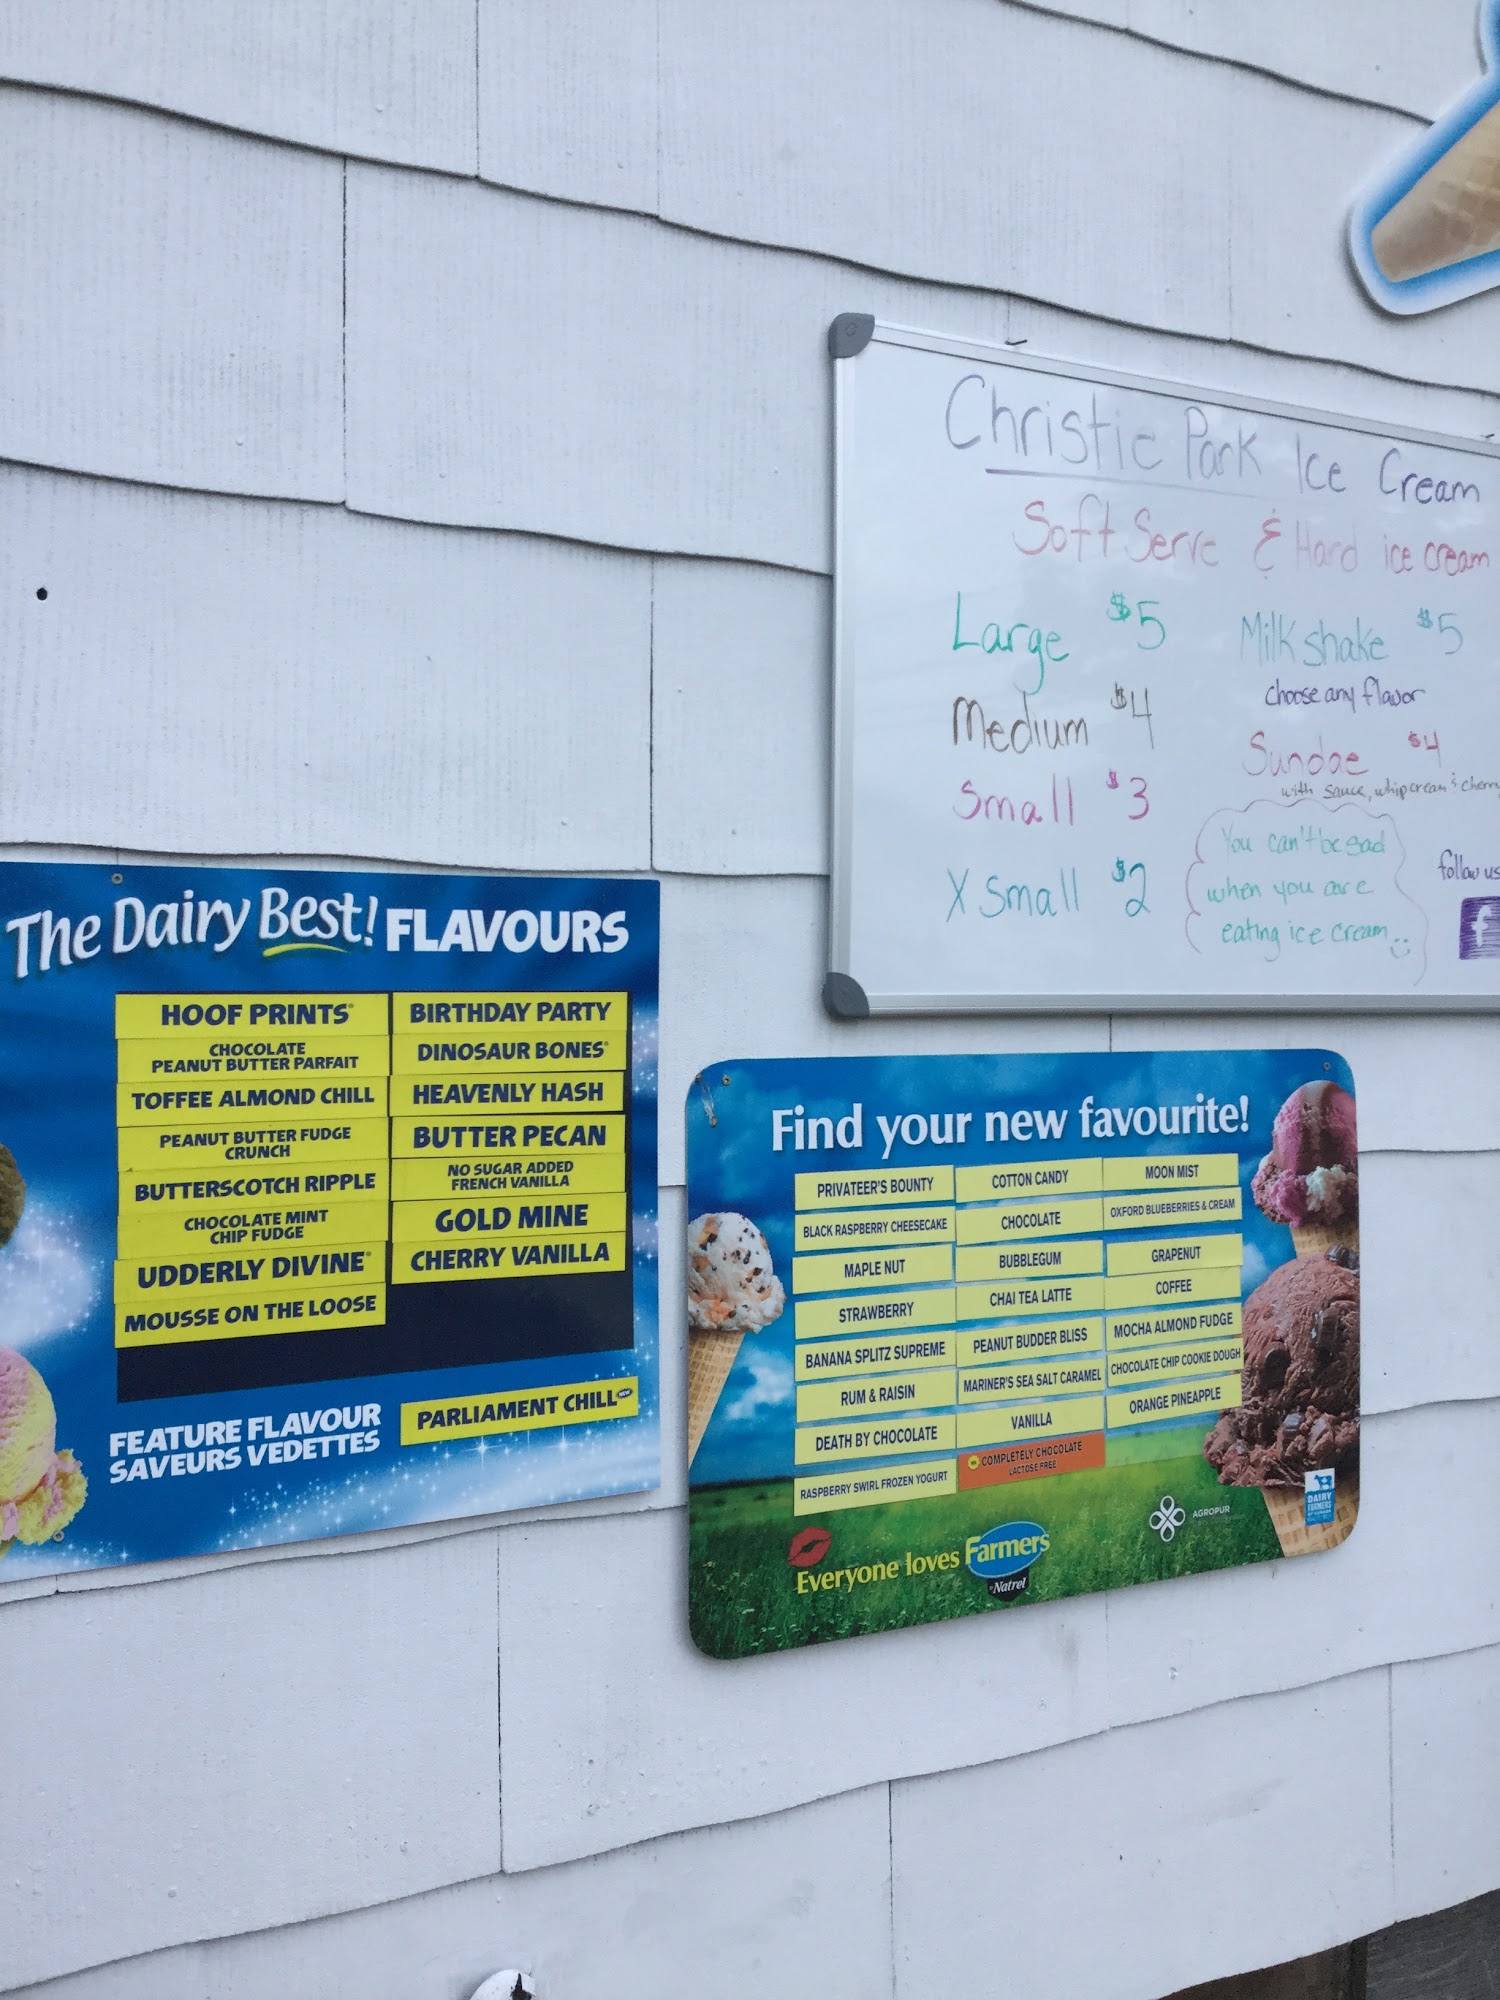 Christie Park Ice Cream
Soft Serve & Hard ice cream
Large $5
Medium $4
Small $3
X Small $2
Milkshake $5
choose any flavor
Sundae $4
with sauce, whip cream & cherry
You can't be sad
when you are
eating ice cream
follow us
f
The Dairy Best! FLAVOURS
HOOF PRINTS
CHOCOLATE
PEANUT BUTTER PARFAIT
TOFFEE ALMOND CHILL
PEANUT BUTTER FUDGE
CRUNCH
BUTTERSCOTCH RIPPLE
CHOCOLATE MINT
CHIP FUDGE
UDDERLY DIVINE
MOUSSE ON THE LOOSE
BIRTHDAY PARTY
DINOSAUR BONES
HEAVENLY HASH
BUTTER PECAN
NO SUGAR ADDED
FRENCH VANILLA
GOLD MINE
CHERRY VANILLA
FEATURE FLAVOUR
SAVEURS VEDETTES
PARLIAMENT CHILL NEW
Find your new favourite!
PRIVATEER'S BOUNTY
BLACK RASPBERRY CHEESECAKE
MAPLE NUT
STRAWBERRY
BANANA SPLITZ SUPREME
RUM & RAISIN
DEATH BY CHOCOLATE
RASPBERRY SWIRL FROZEN YOGURT
COTTON CANDY
CHOCOLATE
BUBBLEGUM
CHAI TEA LATTE
PEANUT BUDDER BLISS
MARINER'S SEA SALT CARAMEL
VANILLA
COMPLETELY CHOCOLATE
LACTOSE FREE
MOON MIST
OXFORD BLUEBERRIES & CREAM
GRAPENUT
COFFEE
MOCHA ALMOND FUDGE
CHOCOLATE CHIP COOKIE DOUGH
ORANGE PINEAPPLE
Everyone loves Farmers
Natrel
AGROPUR
DAIRY
FARMERS